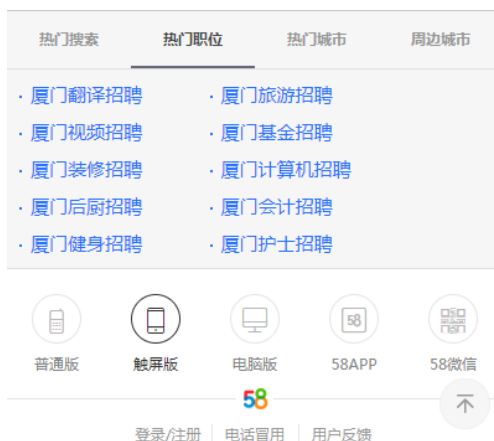 热门搜索 热门职位 热门城市 周边城市
· 厦门翻译招聘 · 厦门旅游招聘
· 厦门视频招聘 · 厦门基金招聘
· 厦门装修招聘 · 厦门计算机招聘
· 厦门后厨招聘 · 厦门会计招聘
· 厦门健身招聘 · 厦门护士招聘
58
普通版 触屏版 电脑版 58APP 58微信
58
登录/注册 电话冒用 用户反馈